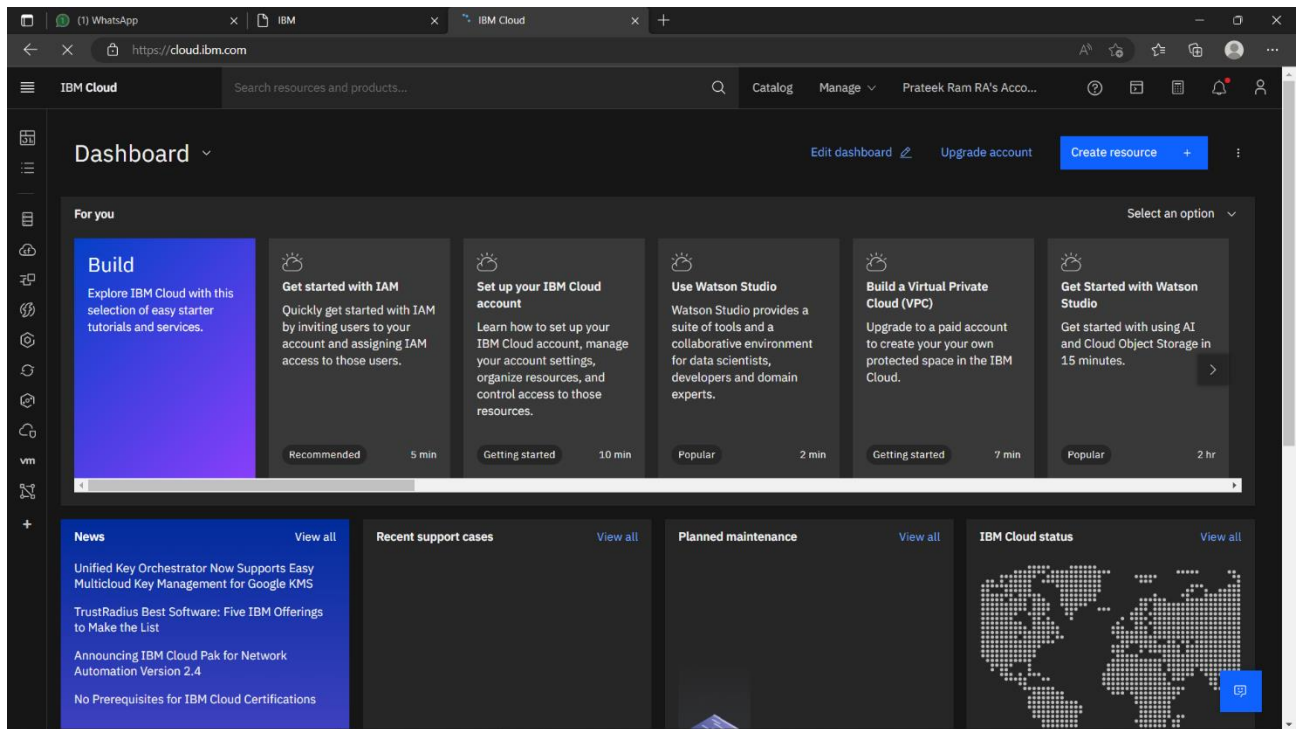 (1) WhatsApp
IBM
IBM Cloud
https://cloud.ibm.com
IBM Cloud
Search resources and products...
Catalog
Manage
Prateek Ram RA's Acco...
Dashboard
Edit dashboard
Upgrade account
Create resource +
For you
Select an option
Build
Explore IBM Cloud with this
selection of easy starter
tutorials and services.
Get started with IAM
Quickly get started with IAM
by inviting users to your
account and assigning IAM
access to those users.
Recommended
5 min
Set up your IBM Cloud
account
Learn how to set up your
IBM Cloud account, manage
your account settings,
organize resources, and
control access to those
resources.
Getting started
10 min
Use Watson Studio
Watson Studio provides a
suite of tools and a
collaborative environment
for data scientists,
developers and domain
experts.
Popular
2 min
Build a Virtual Private
Cloud (VPC)
Upgrade to a paid account
to create your your own
protected space in the IBM
Cloud.
Getting started
7 min
Get Started with Watson
Studio
Get started with using AI
and Cloud Object Storage in
15 minutes.
Popular
2 hr
vm
News
View all
Unified Key Orchestrator Now Supports Easy
Multicloud Key Management for Google KMS
TrustRadius Best Software: Five IBM Offerings
to Make the List
Announcing IBM Cloud Pak for Network
Automation Version 2.4
No Prerequisites for IBM Cloud Certifications
Recent support cases
View all
Planned maintenance
View all
IBM Cloud status
View all